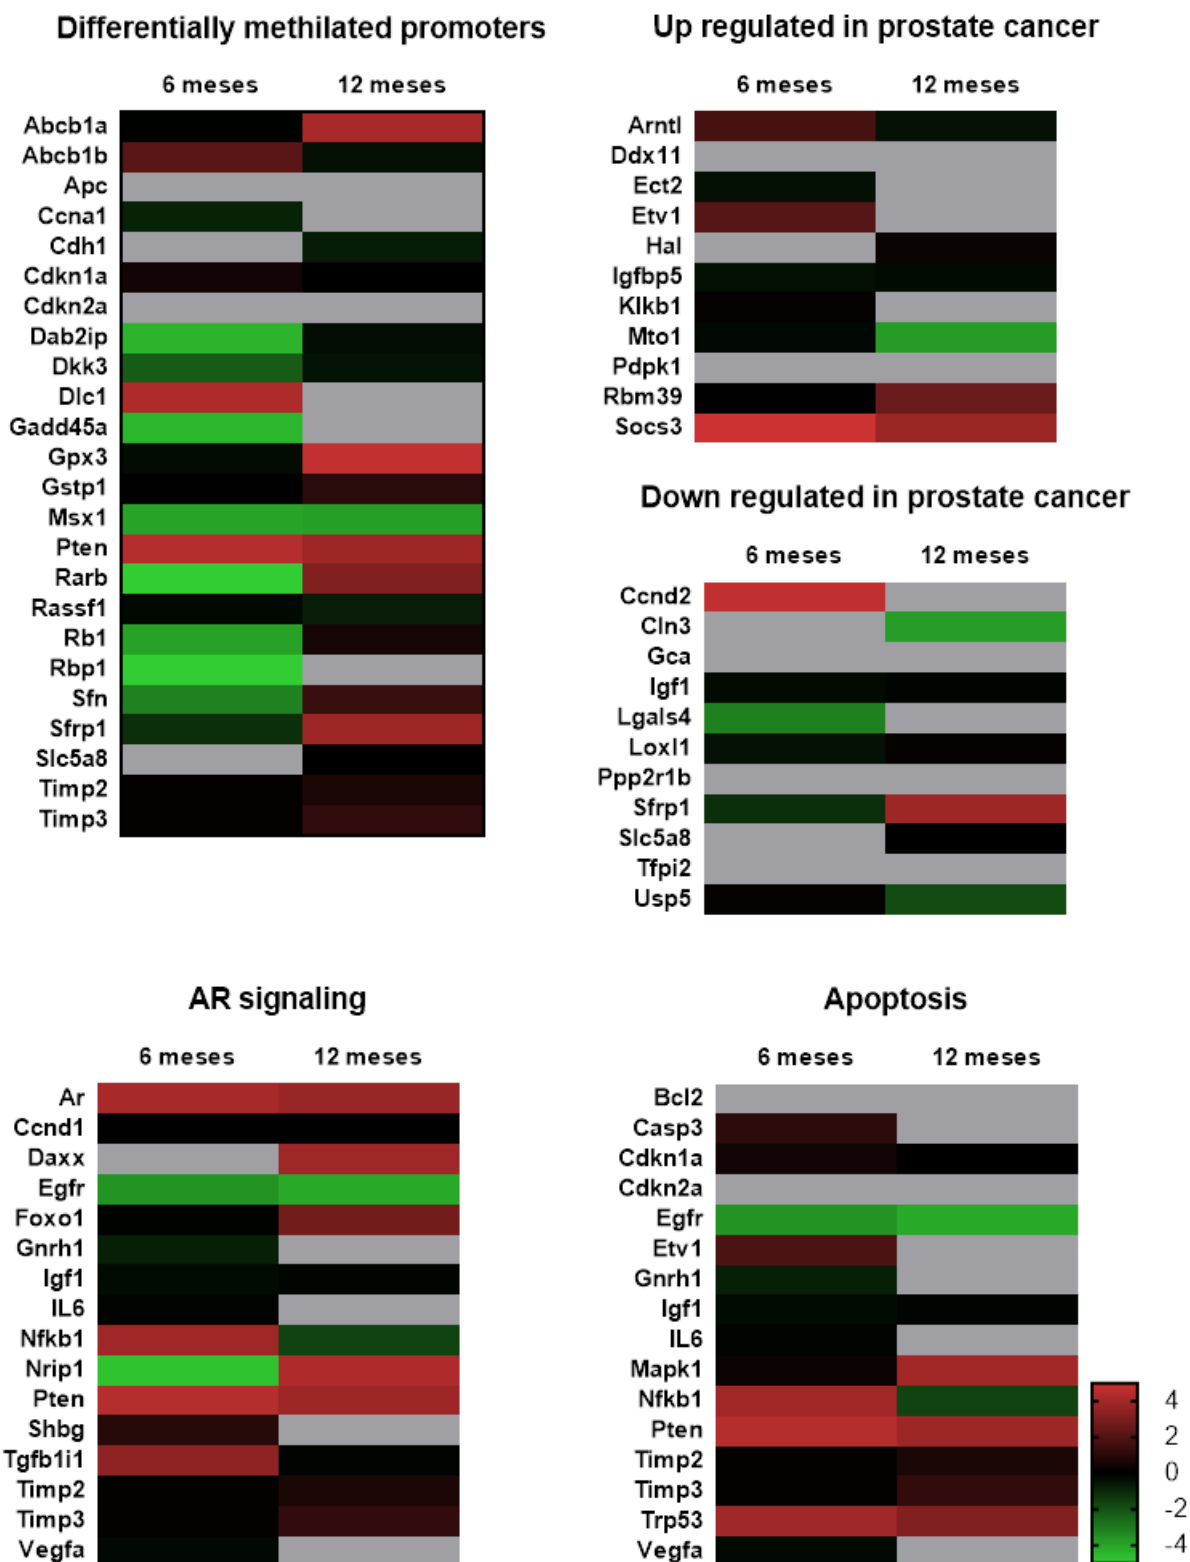 Differentially methilated promoters
6 meses 12 meses
Abcb1a
Abcb1b
Apc
Ccna1
Cdh1
Cdkn1a
Cdkn2a
Dab2ip
Dkk3
Dlc1
Gadd45a
Gpx3
Gstp1
Msx1
Pten
Rarb
Rassf1
Rb1
Rbp1
Sfn
Sfrp1
Slc5a8
Timp2
Timp3
Up regulated in prostate cancer
6 meses 12 meses
Arntl
Ddx11
Ect2
Etv1
Hal
Igfbp5
Klkb1
Mto1
Pdpk1
Rbm39
Socs3
Down regulated in prostate cancer
6 meses 12 meses
Ccnd2
Cln3
Gca
Igf1
Lgals4
Loxl1
Ppp2r1b
Sfrp1
Slc5a8
Tfpi2
Usp5
AR signaling
6 meses 12 meses
Ar
Ccnd1
Daxx
Egfr
Foxo1
Gnrh1
Igf1
IL6
Nfkb1
Nrip1
Pten
Shbg
Tgfb1i1
Timp2
Timp3
Vegfa
Apoptosis
6 meses 12 meses
Bcl2
Casp3
Cdkn1a
Cdkn2a
Egfr
Etv1
Gnrh1
Igf1
IL6
Mapk1
Nfkb1
Pten
Timp2
Timp3
Trp53
Vegfa
4
2
0
-2
-4